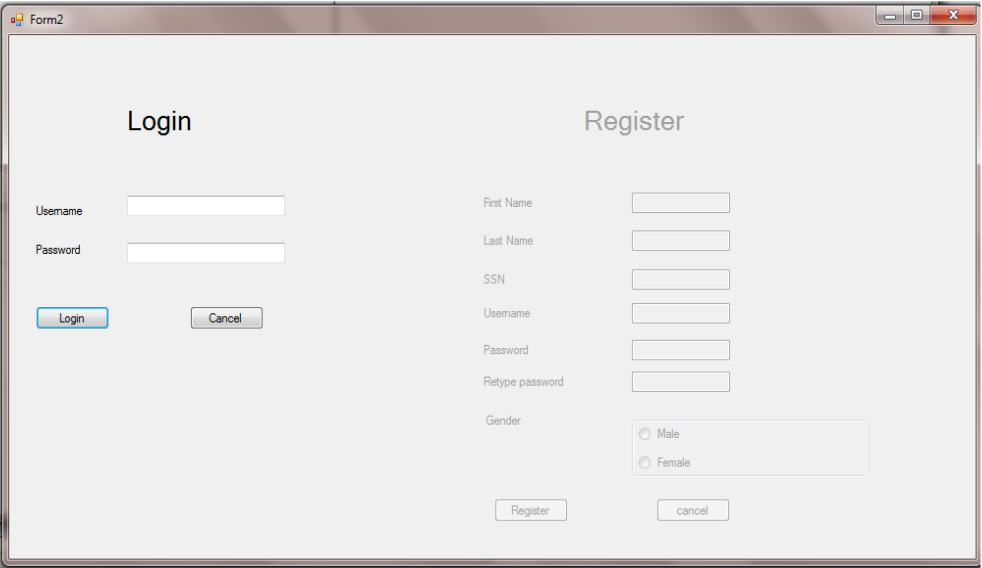 Form2
Login
Username
Password
Login Cancel
Register
First Name
Last Name
SSN
Username
Password
Retype password
Gender
Male
Female
Register cancel